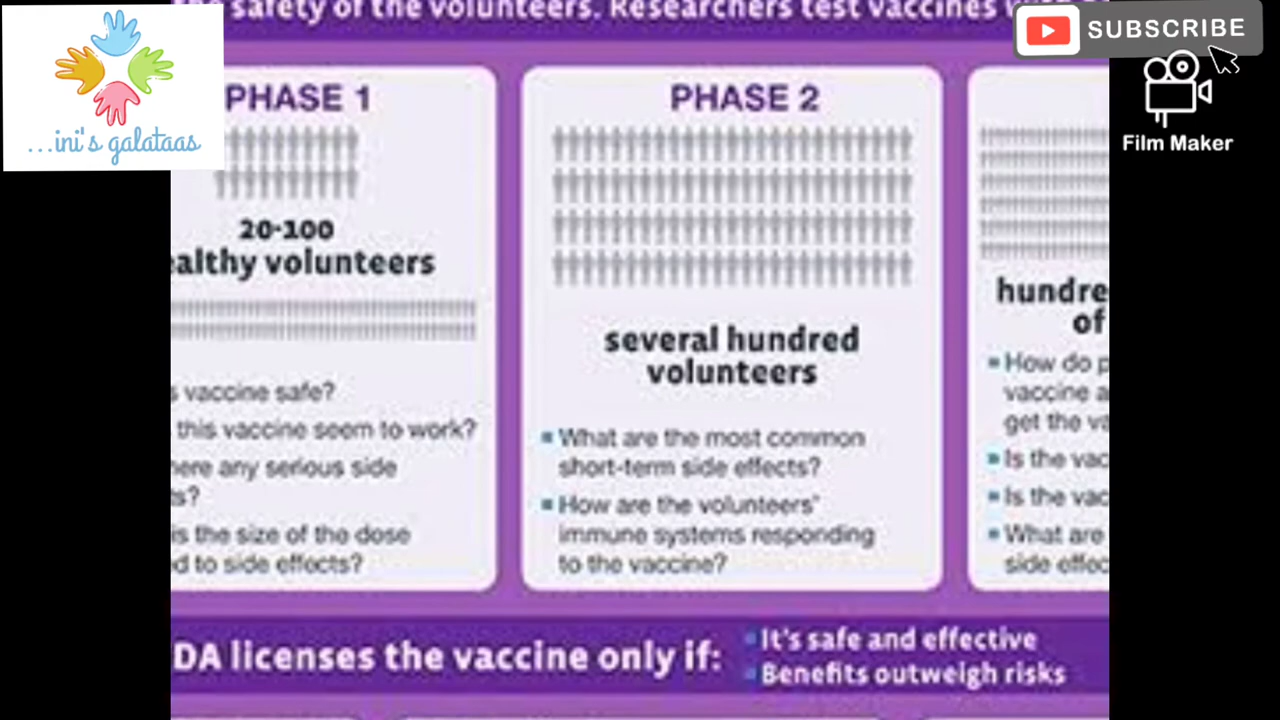 safety of the volunteers. Researchers test vaccines
SUBSCRIBE
Film Maker
...ini's galataas
PHASE 1
20-100
ealthy volunteers
s vaccine safe?
this vaccine seem to work?
here any serious side
ts?
is the size of the dose
d to side effects?
PHASE 2
several hundred
volunteers
What are the most common
short-term side effects?
How are the volunteers'
immune systems responding
to the vaccine?
hundre
of
How do p
vaccine a
get the va
Is the vac
Is the vac
What are
side effec
DA licenses the vaccine only if:
It's safe and effective
Benefits outweigh risks